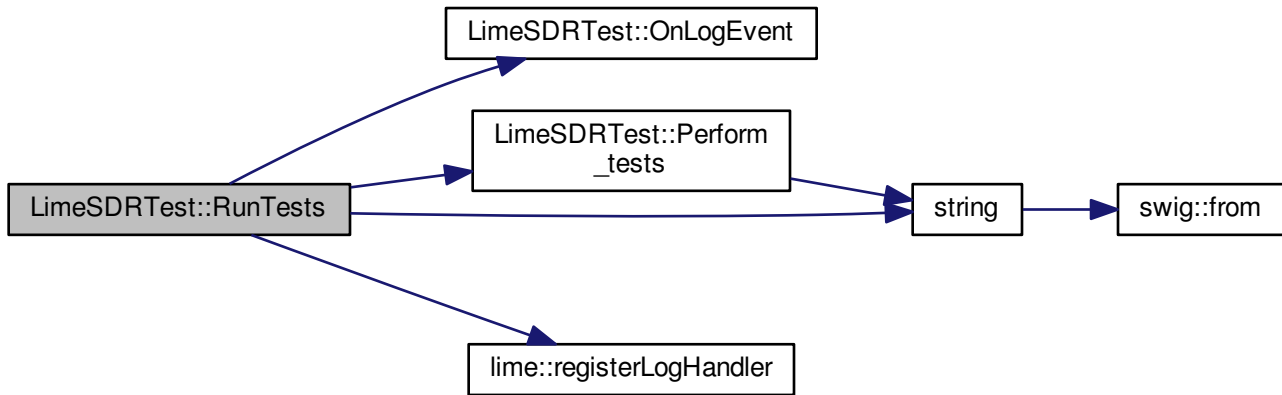 LimeSDRTest::OnLogEvent
LimeSDRTest::Perform
_tests
LimeSDRTest::RunTests
string
swig::from
lime::registerLogHandler